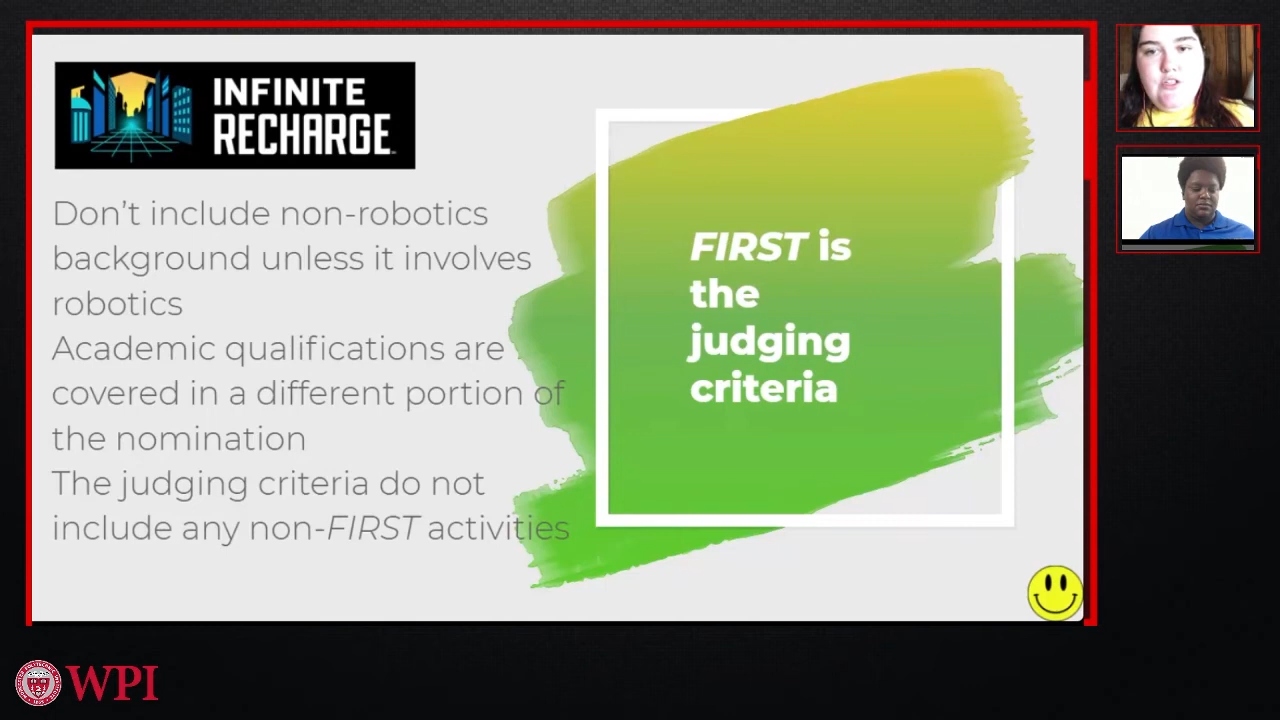 INFINITE
RECHARGE
Don't include non-robotics
background unless it involves
robotics
Academic qualifications are
covered in a different portion of
the nomination
The judging criteria do not
include any non-FIRST activities
FIRST is
the
judging
criteria
WPI